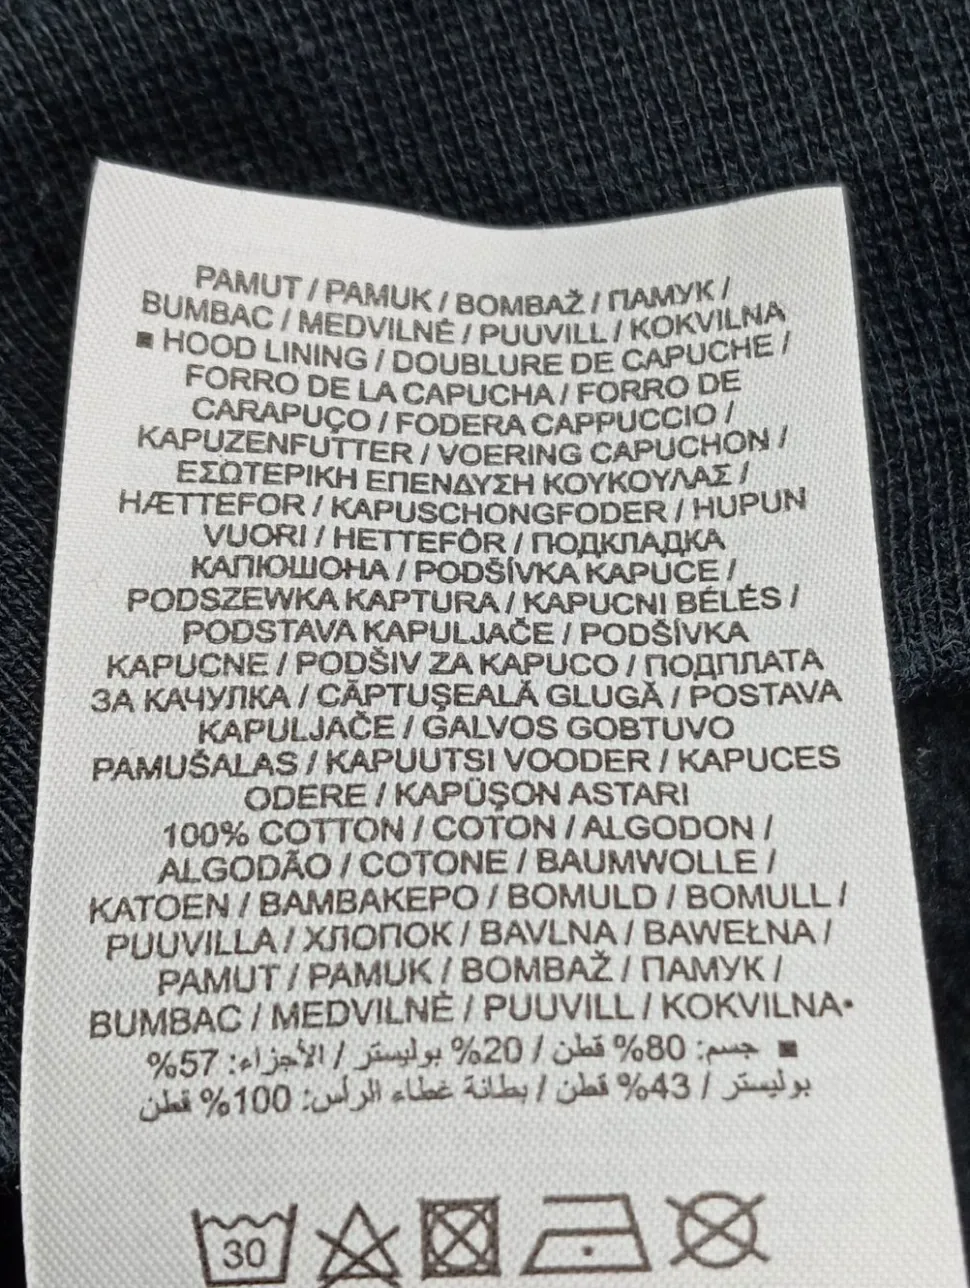 PAMUT / PAMUK / BOMBAŽ / ПАМУК /
BUMBAC / MEDVILNĖ / PUUVILL / KOKVILNA
■ HOOD LINING / DOUBLURE DE CAPUCHE /
FORRO DE LA CAPUCHA / FORRO DE
CARAPUÇO / FODERA CAPPUCCIO /
KAPUZENFUTTER / VOERING CAPUCHON /
ΕΣΩΤΕΡΙΚΗ ΕΠΕΝΔΥΣΗ ΚΟΥΚΟΥΛΑΣ /
HÆTTEFOR / KAPUSCHONGFODER / HUPUN
VUORI / HETTEFÔR / ПОДКЛАДКА
КАПЮШОНА / PODŠÍVKA KAPUCE /
PODSZEWKA KAPTURA / KAPUCNI BÉLÉS /
PODSTAVA KAPULJAČE / PODŠÍVKA
KAPUCNE / PODŠIV ZA KAPUCO / ПОДПЛАТА
ЗА КАЧУЛКА / CĂPTUŞEALĂ GLUGĂ / POSTAVA
KAPULJAČE / GALVOS GOBTUVO
PAMUŠALAS / KAPUUTSI VOODER / KAPUCES
ODERE / KAPÜŞON ASTARI
100% COTTON / COTON / ALGODON /
ALGODÃO / COTONE / BAUMWOLLE /
KATOEN / ΒΑΜΒΑΚΕΡΟ / BOMULD / BOMULL /
PUUVILLA / ХЛОПОК / BAVLNA / BAWEŁNA /
PAMUT / PAMUK / BOMBAŽ / ПАМУК /
BUMBAC / MEDVILNĖ / PUUVILL / KOKVILNA•
■ جسم: 80% قطن / 20% بوليستر / الأجزاء: 57%
بوليستر / 43% قطن / بطانة غطاء الرأس: 100% قطن
30